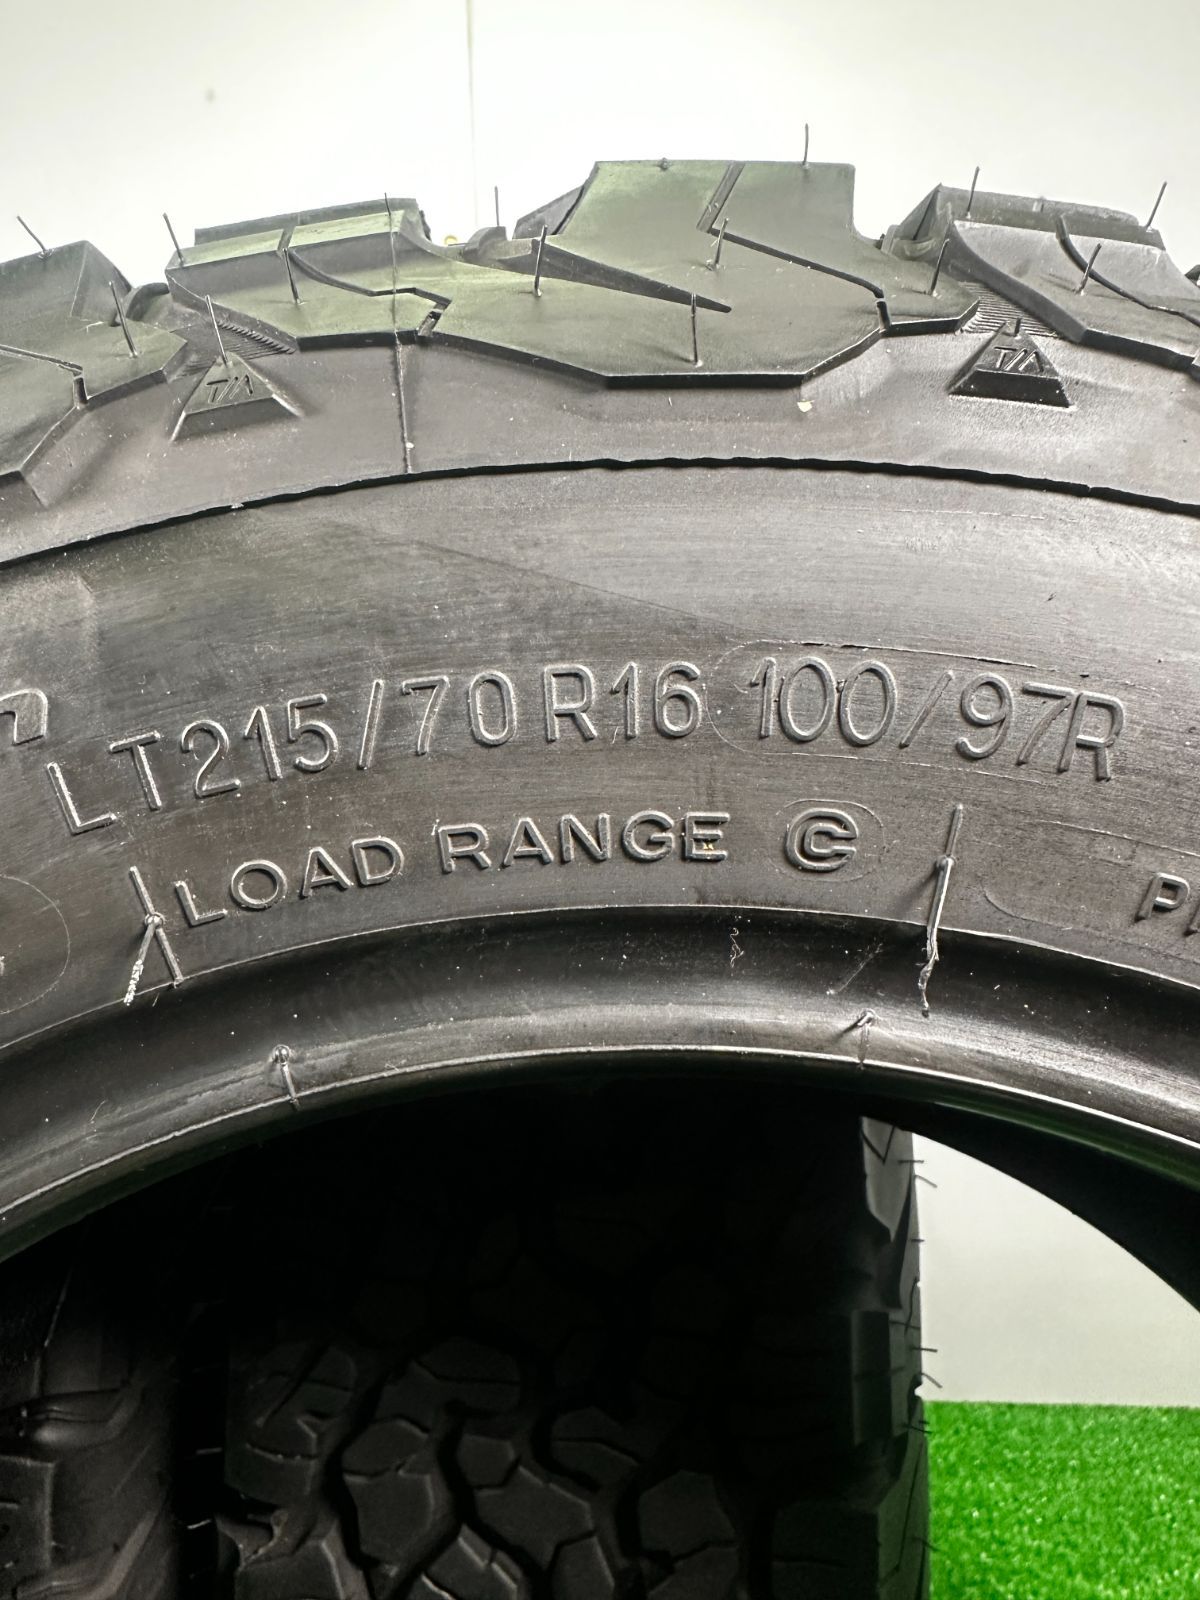 T/A
T/A
LT215/70R16 100/97R
LOAD RANGE C